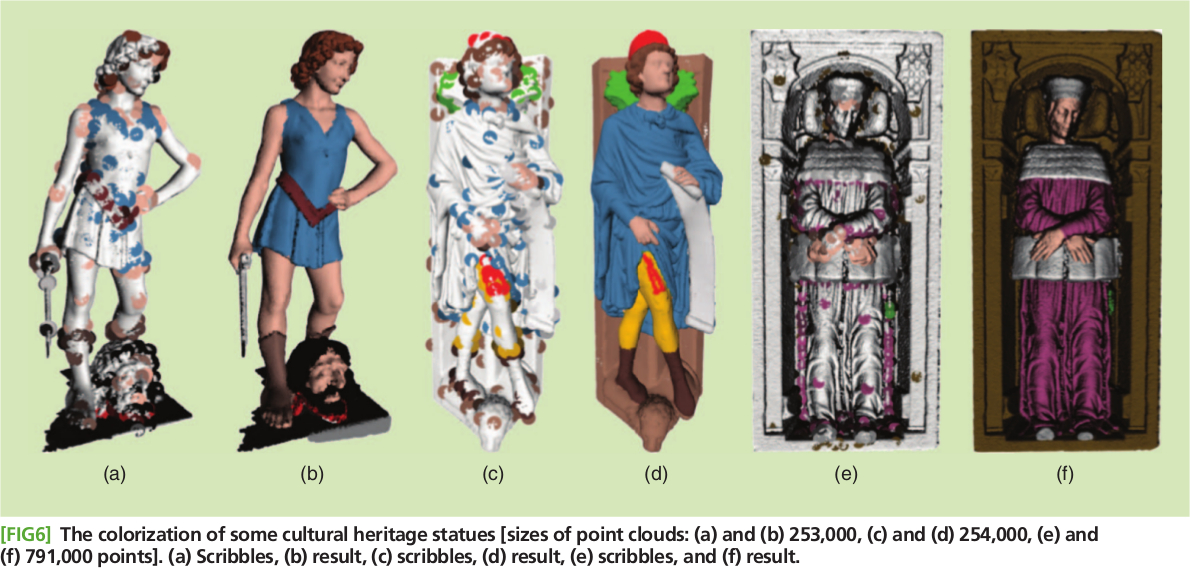 (a)
(b)
(c)
(d)
(e)
(f)
[FIG6] The colorization of some cultural heritage statues [sizes of point clouds: (a) and (b) 253,000, (c) and (d) 254,000, (e) and
(f) 791,000 points]. (a) Scribbles, (b) result, (c) scribbles, (d) result, (e) scribbles, and (f) result.